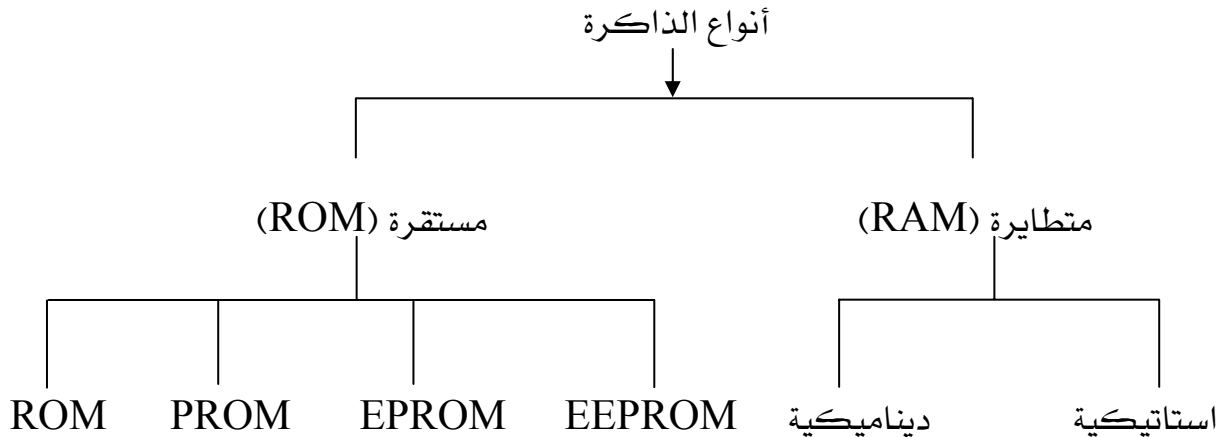 أنواع الذاكرة
متطايرة (RAM)
مستقرة (ROM)
استاتيكية
ديناميكية
EEPROM
EPROM
PROM
ROM